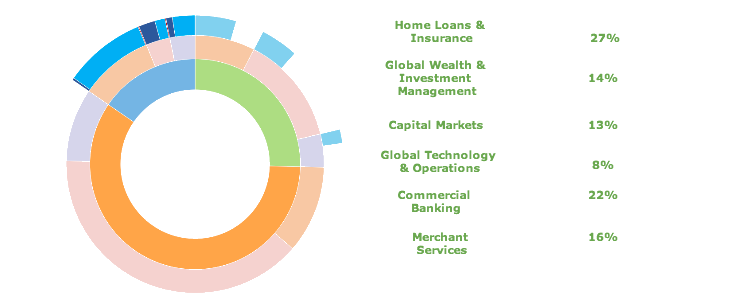 Home Loans &
Insurance
27%
Global Wealth &
Investment
Management
14%
Capital Markets
13%
Global Technology
& Operations
8%
Commercial
Banking
22%
Merchant
Services
16%